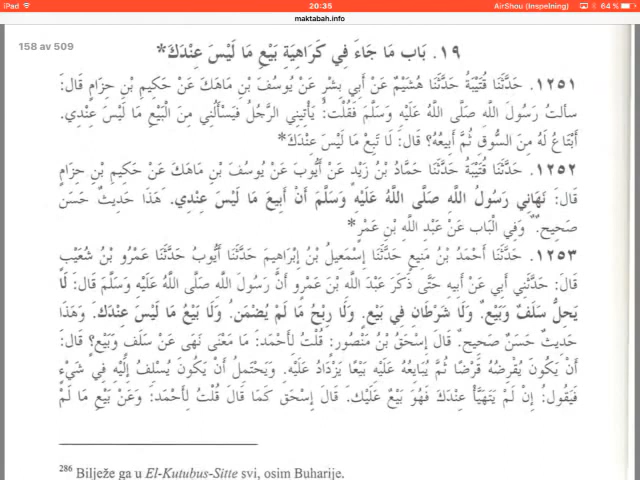 iPad 20:35 AirShou (Inspelning) 64 %
maktabah.info
158 av 509
١٩. بَاب مَا جَاءَ فِي كَرَاهِيَةِ بَيْعِ مَا لَيْسَ عِنْدَكَ*
١٢٥١. حَدَّثَنَا قُتَيْبَةُ حَدَّثَنَا هُشَيْمٌ عَنْ أَبِي بِشْرٍ عَنْ يُوسُفَ بْنِ مَاهَكَ عَنْ حَكِيمِ بْنِ حِزَامٍ قَالَ:
سألتُ رَسُولَ اللَّهِ صَلَّى اللَّهُ عَلَيْهِ وَسَلَّمَ فَقُلْتُ: يَأْتِينِي الرَّجُلُ فَيَسْأَلُنِي مِنَ الْبَيْعِ مَا لَيْسَ عِنْدِي.
أَبْتَاعُ لَهُ مِنَ السُّوقِ ثُمَّ أَبِيعُهُ؟ قَالَ: لَا تَبِعْ مَا لَيْسَ عِنْدَكَ*
١٢٥٢. حَدَّثَنَا قُتَيْبَةُ حَدَّثَنَا حَمَّادُ بْنُ زَيْدٍ عَنْ أَيُّوبَ عَنْ يُوسُفَ بْنِ مَاهَكَ عَنْ حَكِيمِ بْنِ حِزَامٍ
قَالَ: نَهَانِي رَسُولُ اللَّهِ صَلَّى اللَّهُ عَلَيْهِ وَسَلَّمَ أَنْ أَبِيعَ مَا لَيْسَ عِنْدِي. هَذَا حَدِيثٌ حَسَنٌ
صَحِيحٌ. وَفِي الْبَاب عَنْ عَبْدِ اللَّهِ بْنِ عُمَرَ*
١٢٥٣. حَدَّثَنَا أَحْمَدُ بْنُ مَنِيعٍ حَدَّثَنَا إِسْمَعِيلُ بْنُ إِبْرَاهِيمَ حَدَّثَنَا أَيُّوبُ حَدَّثَنَا عَمْرُو بْنُ شُعَيْبٍ
قَالَ: حَدَّثَنِي أَبِي عَنْ أَبِيهِ حَتَّى ذَكَرَ عَبْدَ اللَّهِ بْنَ عَمْرٍو أَنَّ رَسُولَ اللَّهِ صَلَّى اللَّهُ عَلَيْهِ وَسَلَّمَ قَالَ: لَا
يَحِلُّ سَلَفٌ وَبَيْعٌ. وَلَا شَرْطَانِ فِي بَيْعٍ. وَلَا رِبْحُ مَا لَمْ يُضْمَنْ. وَلَا بَيْعُ مَا لَيْسَ عِنْدَكَ. وَهَذَا
حَدِيثٌ حَسَنٌ صَحِيحٌ. قَالَ إِسْحَقُ بْنُ مَنْصُورٍ: قُلْتُ لِأَحْمَدَ: مَا مَعْنَى نَهَى عَنْ سَلَفٍ وَبَيْعٍ؟ قَالَ:
أَنْ يَكُونَ يُقْرِضُهُ قَرْضًا ثُمَّ يُبَايِعُهُ عَلَيْهِ بَيْعًا يَزْدَادُ عَلَيْهِ. وَيَحْتَمِلُ أَنْ يَكُونَ يُسْلِفُ إِلَيْهِ فِي شَيْءٍ
فَيَقُولُ: إِنْ لَمْ يَتَهَيَّأْ عِنْدَكَ فَهُوَ بَيْعٌ عَلَيْكَ. قَالَ إِسْحَق كَمَا قَالَ قُلْتُ لِأَحْمَدَ: وَعَنْ بَيْعِ مَا لَمْ
286 Bilježe ga u El-Kutubus-Sitte svi, osim Buharije.